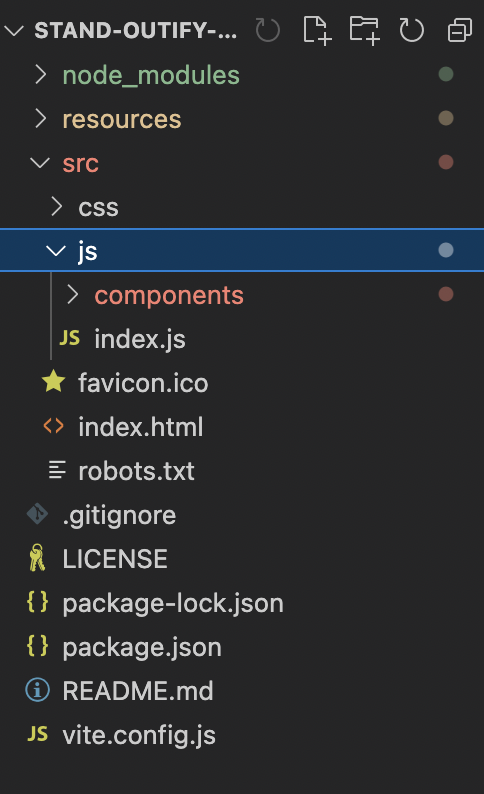 STAND-OUTIFY-...
node_modules
resources
src
css
js
components
JS index.js
favicon.ico
<> index.html
robots.txt
.gitignore
LICENSE
{} package-lock.json
{} package.json
README.md
JS vite.config.js